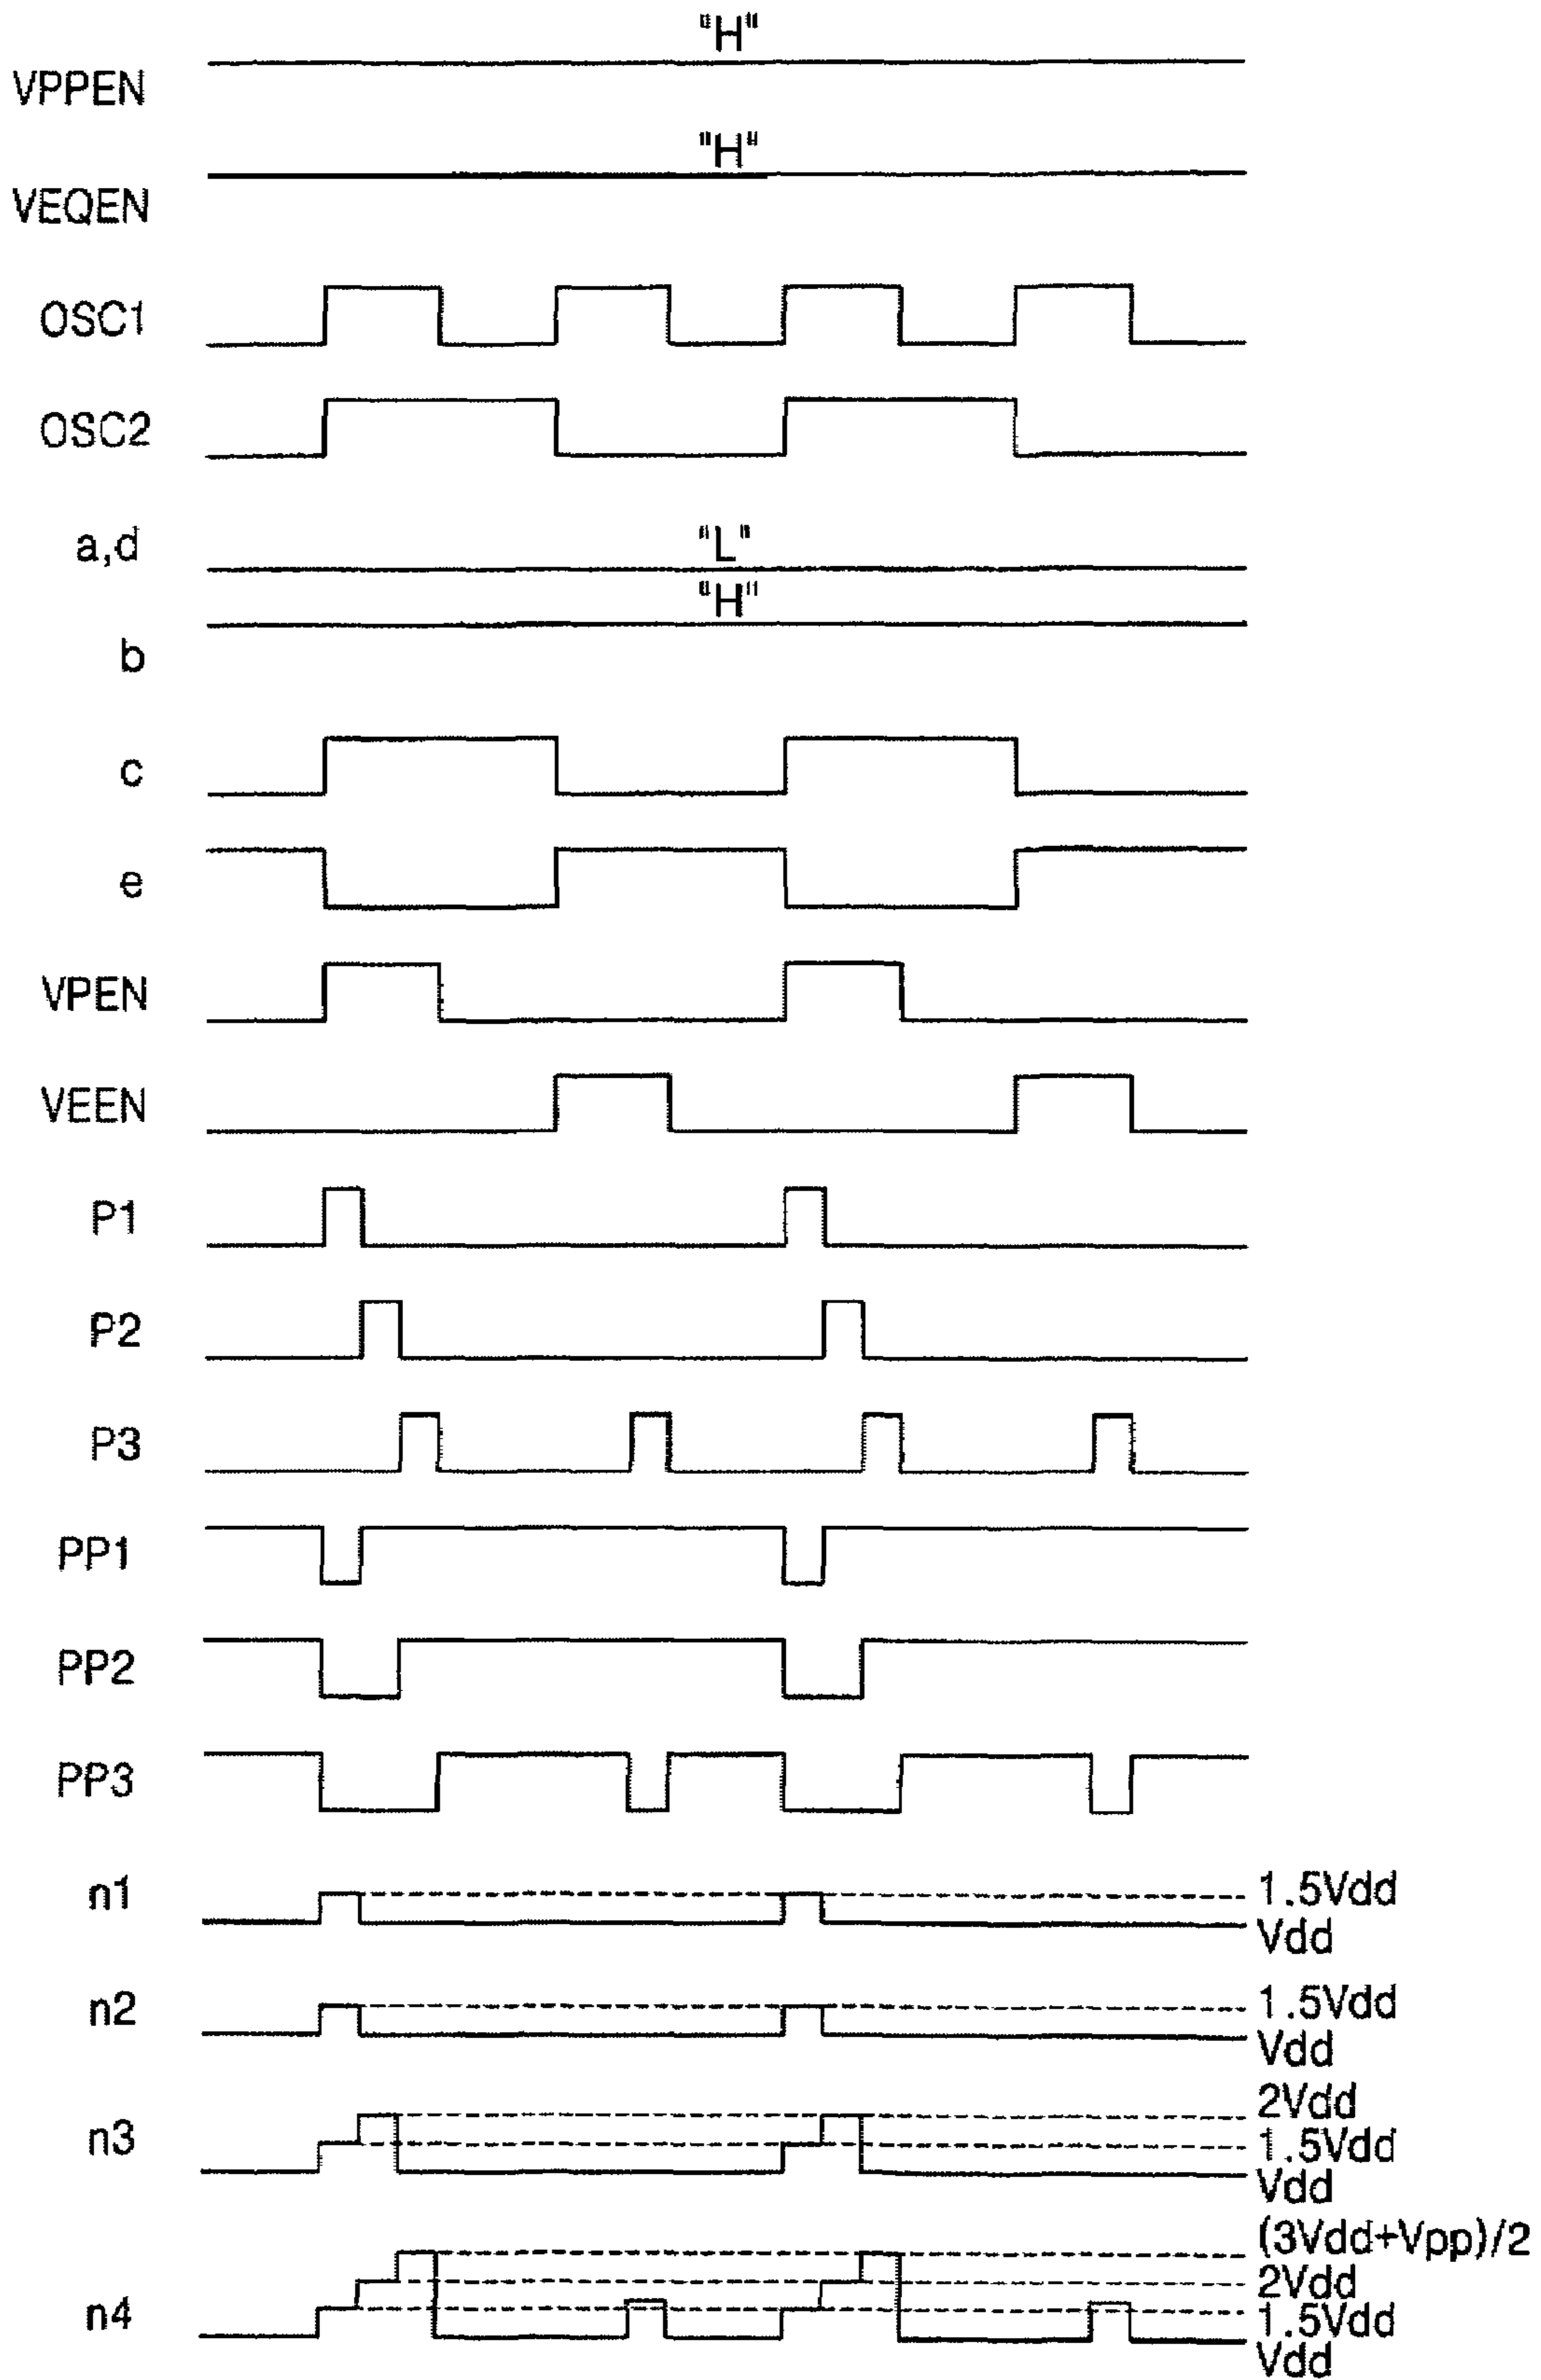 "H"
VPPEN
"H"
VEQEN
OSC1
OSC2
a,d
"L"
"H"
b
c
e
VPEN
VEEN
P1
P2
P3
PP1
PP2
PP3
n1
1.5Vdd
Vdd
n2
1.5Vdd
Vdd
n3
2Vdd
1.5Vdd
Vdd
n4
(3Vdd+Vpp)/2
2Vdd
1.5Vdd
Vdd